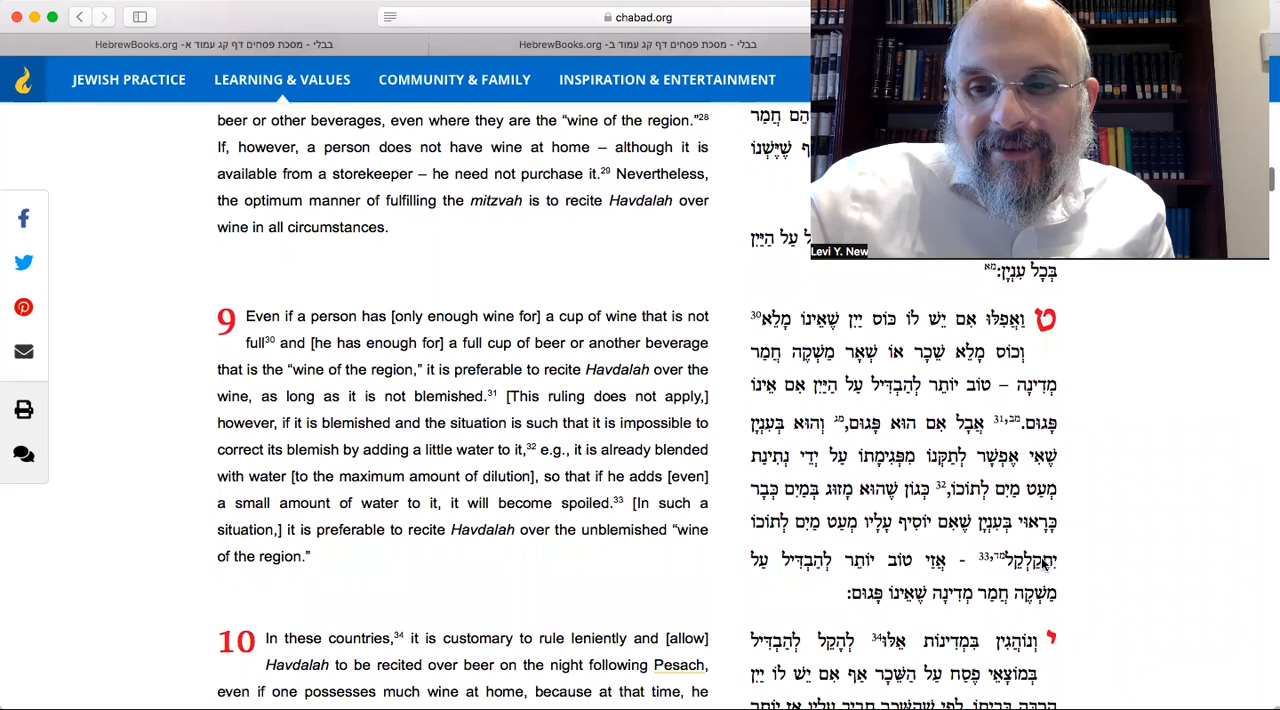 chabad.org
HebrewBooks.org - בבלי - מסכת פסחים דף קג עמוד א
HebrewBooks.org - בבלי - מסכת פסחים דף קג עמוד ב
JEWISH PRACTICE LEARNING & VALUES COMMUNITY & FAMILY INSPIRATION & ENTERTAINMENT
beer or other beverages, even where they are the “wine of the region.”28
If, however, a person does not have wine at home – although it is
available from a storekeeper – he need not purchase it.29 Nevertheless,
the optimum manner of fulfilling the mitzvah is to recite Havdalah over
wine in all circumstances.
9 Even if a person has [only enough wine for] a cup of wine that is not
full30 and [he has enough for] a full cup of beer or another beverage
that is the “wine of the region,” it is preferable to recite Havdalah over the
wine, as long as it is not blemished.31 [This ruling does not apply,]
however, if it is blemished and the situation is such that it is impossible to
correct its blemish by adding a little water to it,32 e.g., it is already blended
with water [to the maximum amount of dilution], so that if he adds [even]
a small amount of water to it, it will become spoiled.33 [In such a
situation,] it is preferable to recite Havdalah over the unblemished “wine
of the region.”
10 In these countries,34 it is customary to rule leniently and [allow]
Havdalah to be recited over beer on the night following Pesach,
even if one possesses much wine at home, because at that time, he
הֵם חֲמַר
שֶׁיֶּשְׁנוֹ
עַל הַיַּיִן
בְּכָל עִנְיָן:מא
ט וַאֲפִלּוּ אִם יֵשׁ לוֹ כּוֹס יַיִן שֶׁאֵינוֹ מָלֵא30
וְכוֹס מָלֵא שֵׁכָר אוֹ שְׁאָר מַשְׁקֶה חֲמַר
מְדִינָה – טוֹב יוֹתֵר לְהַבְדִּיל עַל הַיַּיִן אִם אֵינוֹ
פָּגוּם.מב,31 אֲבָל אִם הוּא פָּגוּם,מג וְהוּא בְּעִנְיָן
שֶׁאִי אֶפְשָׁר לְתַקְּנוֹ מִפְּגִימָתוֹ עַל יְדֵי נְתִינַת
מְעַט מַיִם לְתוֹכוֹ,32 כְּגוֹן שֶׁהוּא מָזוּג בְּמַיִם כְּבָר
כָּרָאוּי בְּעִנְיָן שֶׁאִם יוֹסִיף עָלָיו מְעַט מַיִם לְתוֹכוֹ
יִתְקַלְקֵלמד,33 - אֲזַי טוֹב יוֹתֵר לְהַבְדִּיל עַל
מַשְׁקֶה חֲמַר מְדִינָה שֶׁאֵינוֹ פָּגוּם:
י וְנוֹהֲגִין בִּמְדִינוֹת אֵלּוּ34 לְהָקֵל לְהַבְדִּיל
בְּמוֹצָאֵי פֶסַח עַל הַשֵּׁכָר אַף אִם יֵשׁ לוֹ יַיִן
הַרְבֵּה בְּבֵיתוֹ, לְפִי שֶׁהַשֵּׁכָר חָבִיב עָלָיו אָז יוֹתֵר
Levi Y. New